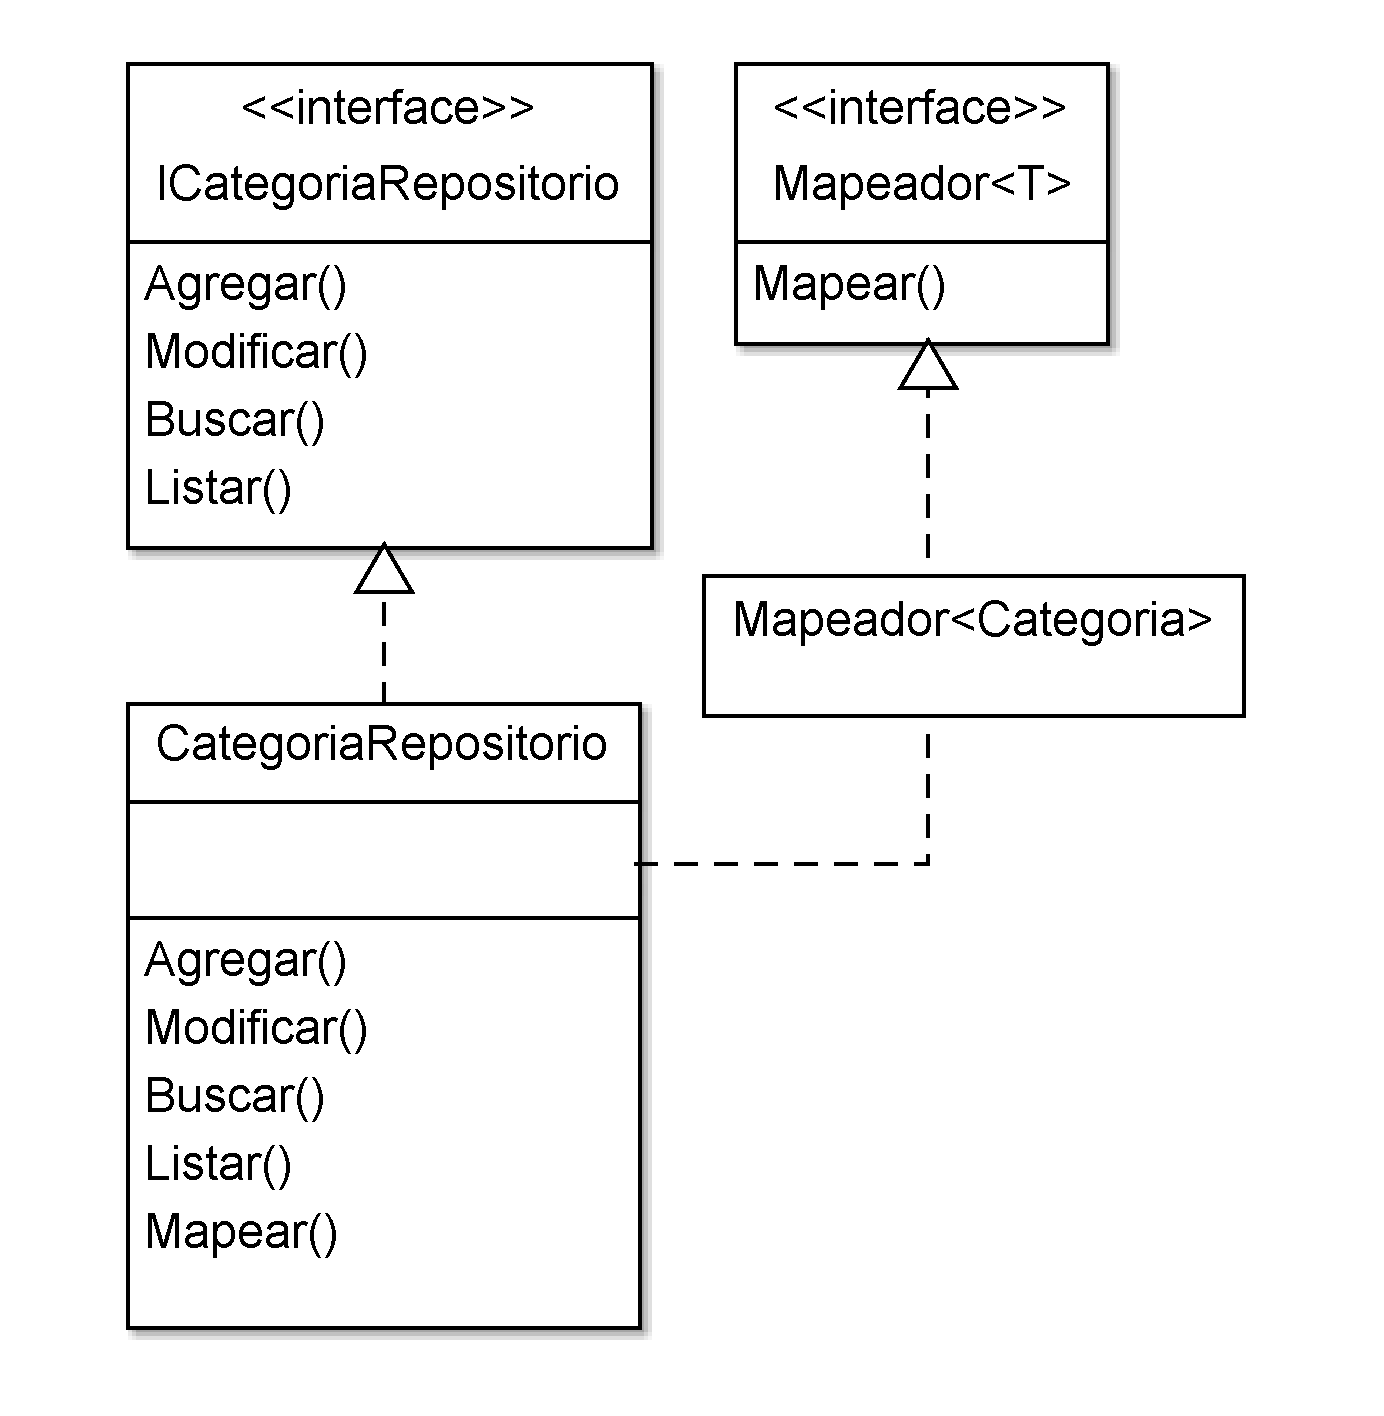 <<interface>>
ICategoriaRepositorio
Agregar()
Modificar()
Buscar()
Listar()
<<interface>>
Mapeador<T>
Mapear()
Mapeador<Categoria>
CategoriaRepositorio
Agregar()
Modificar()
Buscar()
Listar()
Mapear()